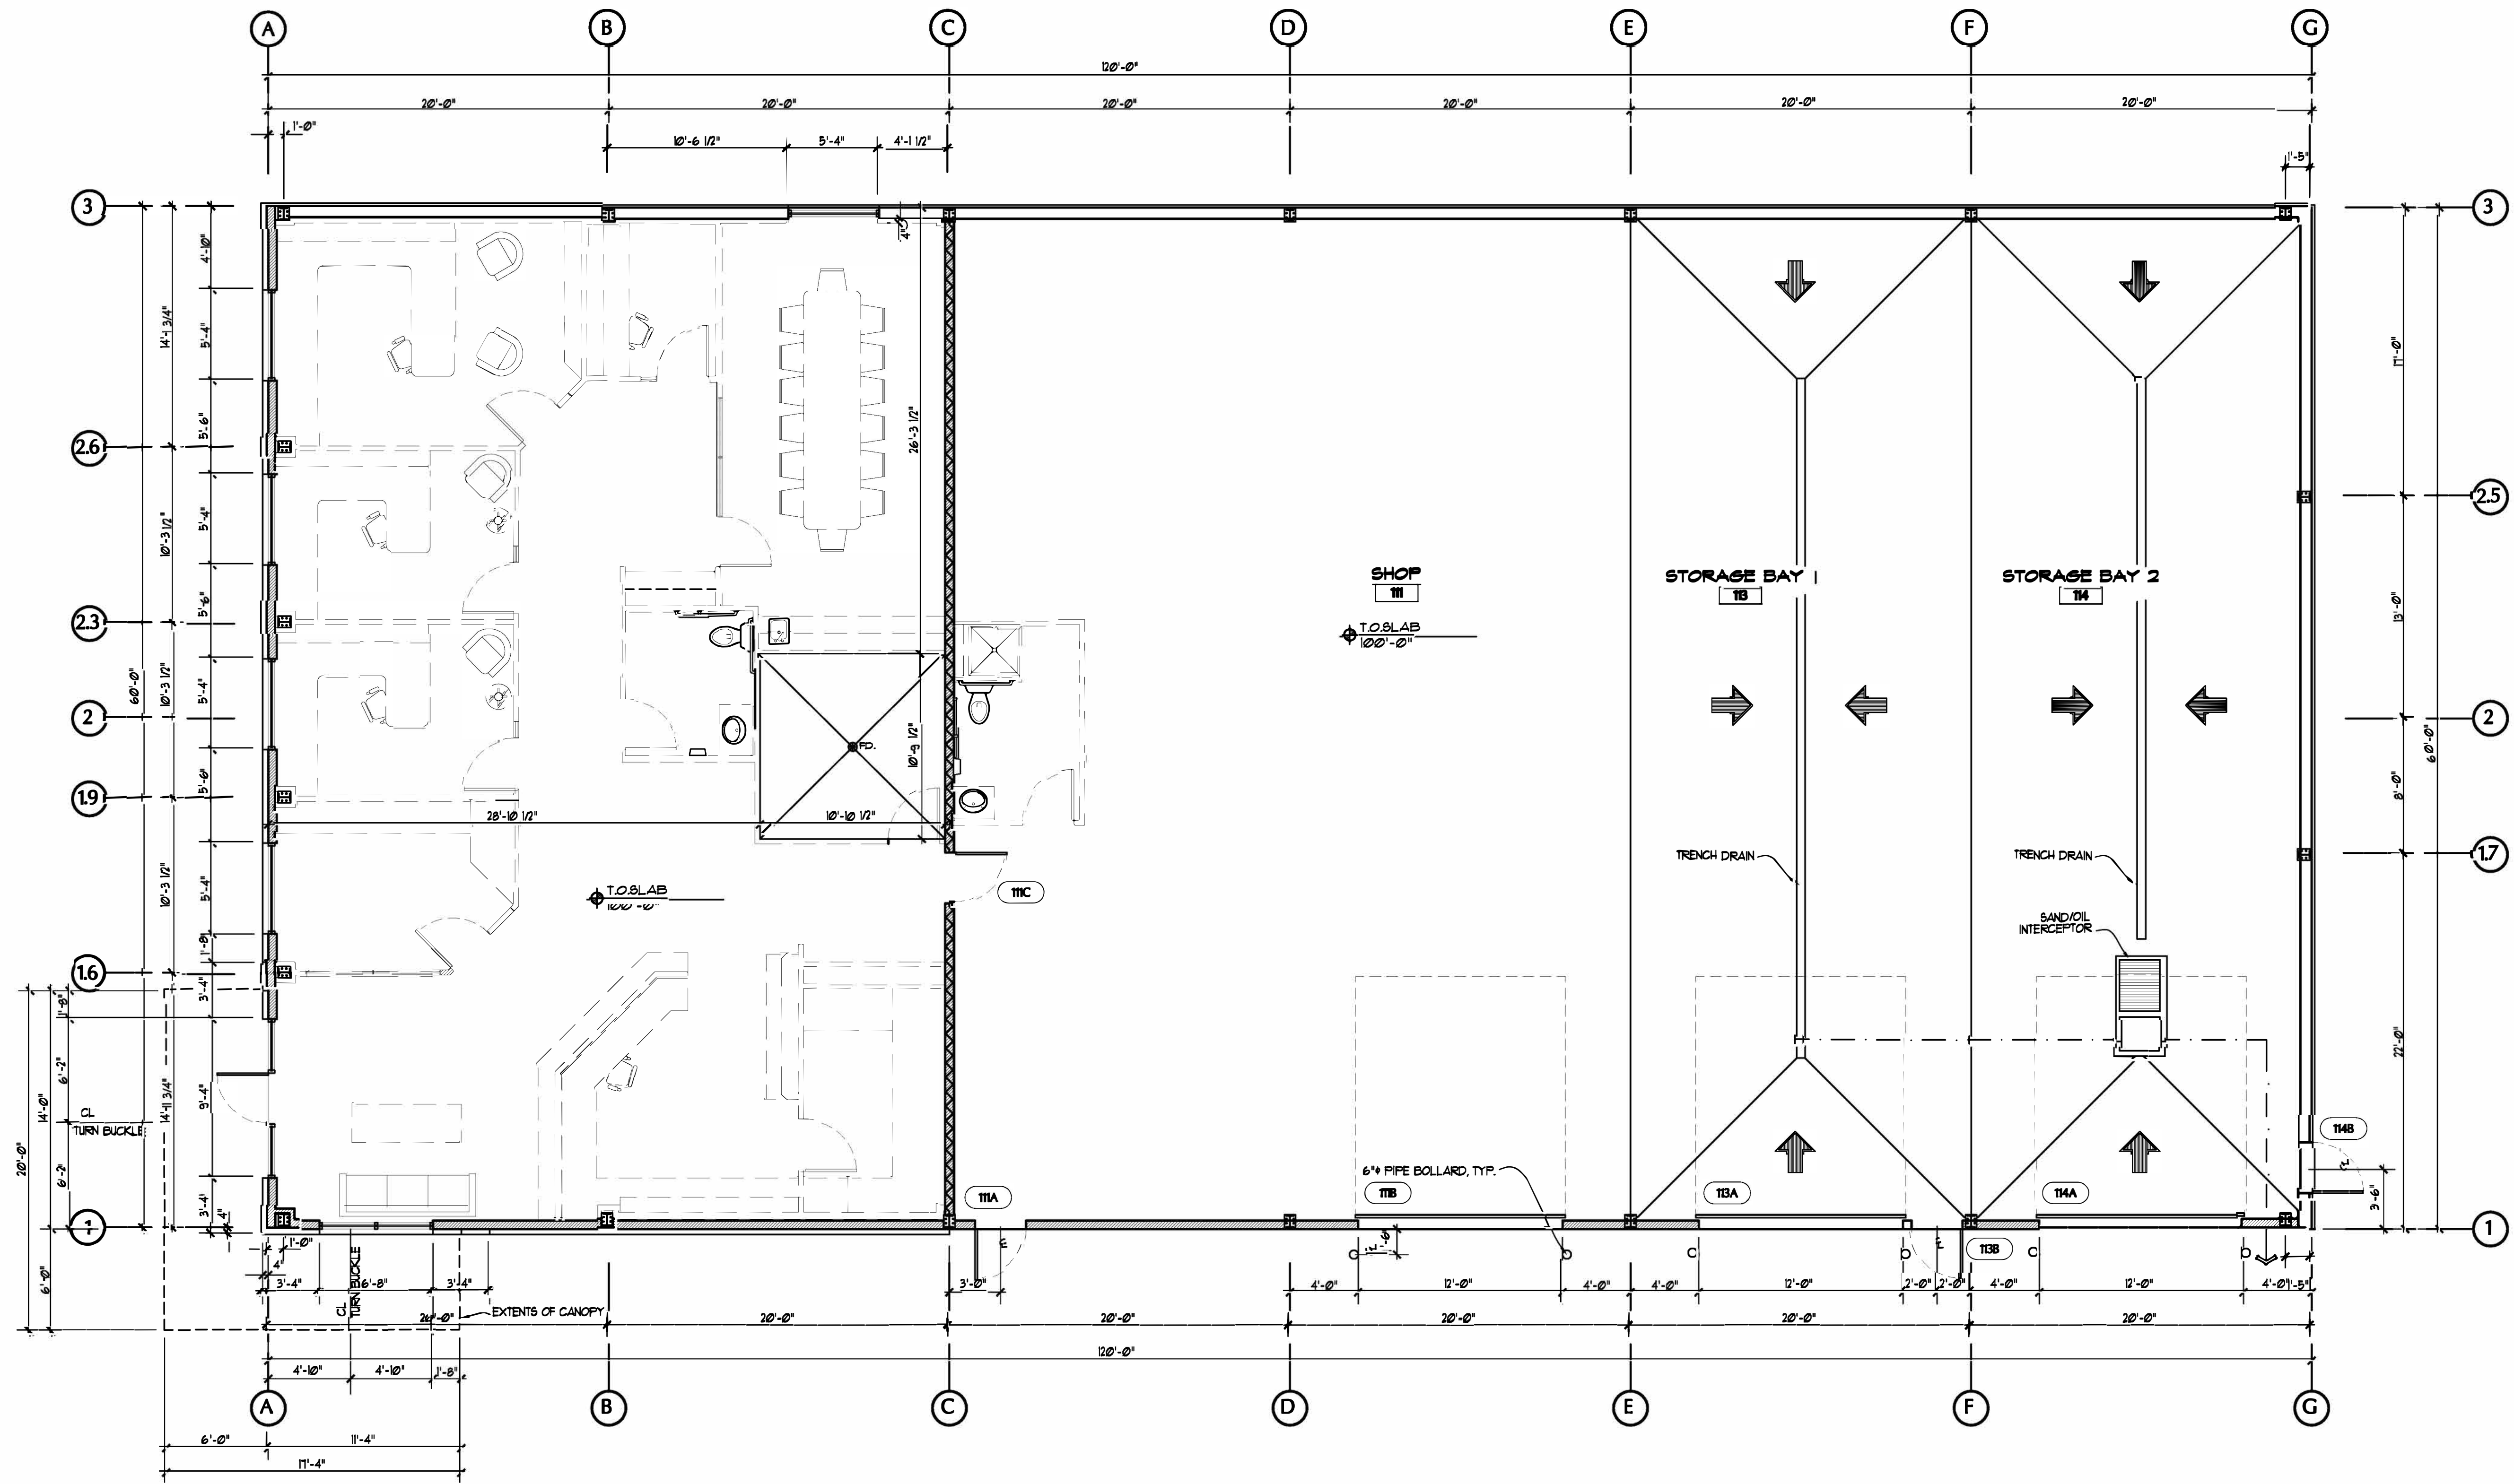 A B C D E F G
120'-0"
20'-0" 20'-0" 20'-0" 20'-0" 20'-0" 20'-0"
1'-0"
10'-6 1/2" 5'-4" 4'-1 1/2"
1'-5"
3 3
4'-10"
4"
14'-1 3/4" 5'-4"
17'-0"
5'-6" 26'-3 1/2"
2.6
2.5
10'-3 1/2" 5'-4"
SHOP STORAGE BAY 1 STORAGE BAY 2
111 113 114
5'-6" 13'-0"
2.3
T.O.SLAB
100'-0"
60'-0" 10'-3 1/2" 5'-4"
2 2
F.D. 10'-9 1/2" 60'-0"
5'-6" 8'-0"
1.9
28'-10 1/2" 10'-10 1/2"
TRENCH DRAIN TRENCH DRAIN
1.7
10'-3 1/2" 5'-4"
T.O.SLAB
100'-0"
111C
SAND/OIL
INTERCEPTOR
1'-8"
1.6
3'-4"
1'-8"
22'-0"
6'-2"
14'-0" 14'-11 3/4" 9'-4"
CL
TURN BUCKLE
114B
20'-0"
6'-2"
6"ϕ PIPE BOLLARD, TYP.
111A 111B 113A 114A
3'-4" 4"
3'-6"
1 1
1'-0"
4"
113B
6'-0" 3'-4" 6'-8" 3'-4" 3'-0" 4'-0" 12'-0" 4'-0" 4'-0" 12'-0" 2'-0" 2'-0" 4'-0" 12'-0" 4'-0" 1'-5"
CL
TURN BUCKLE
EXTENTS OF CANOPY
20'-0" 20'-0" 20'-0" 20'-0" 20'-0"
120'-0"
4'-10" 4'-10" 1'-8"
A B C D E F G
6'-0" 11'-4"
17'-4"